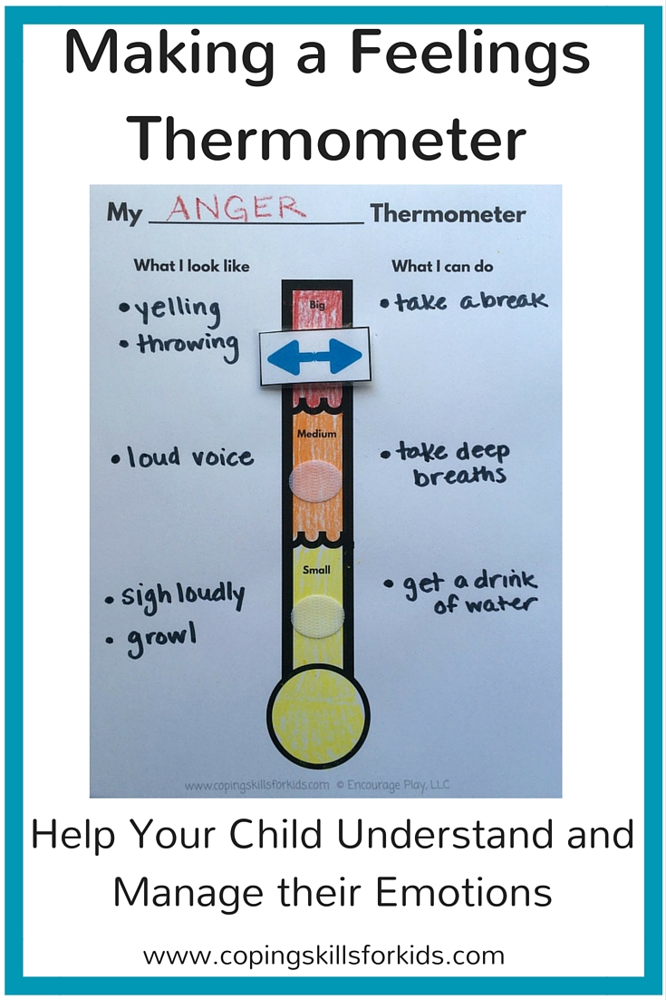 Making a Feelings
Thermometer
My ANGER Thermometer
What I look like
What I can do
Big
• yelling
• throwing
• take a break
Medium
• loud voice
• take deep
breaths
Small
• sigh loudly
• growl
• get a drink
of water
www.copingskillsforkids.com © Encourage Play, LLC
Help Your Child Understand and
Manage their Emotions
www.copingskillsforkids.com